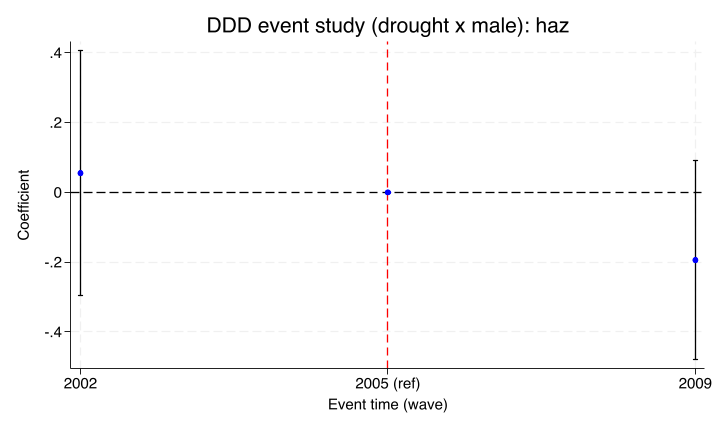 DDD event study (drought x male): haz
.4
.2
0
-.2
-.4
Coefficient
2002
2005 (ref)
2009
Event time (wave)